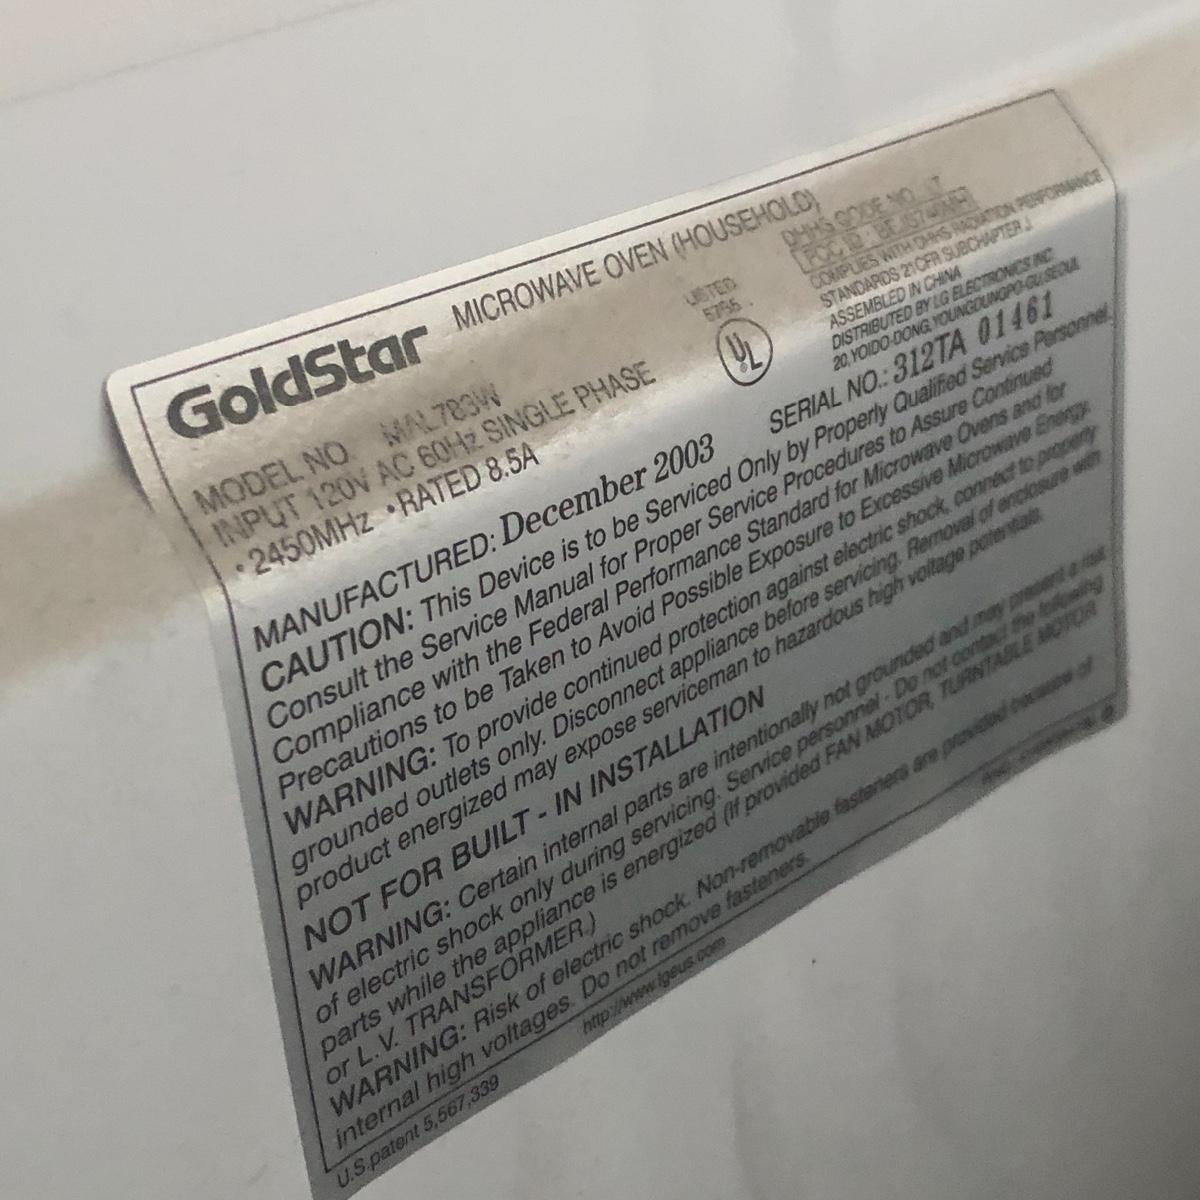 GoldStar MICROWAVE OVEN (HOUSEHOLD)
MODEL NO. MAL783W
INPUT 120V AC 60Hz SINGLE PHASE
• 2450MHz • RATED 8.5A
LISTED
UL
DHHS CODE NO. LT
FCC ID :
COMPLIES WITH DHHS RADIATION PERFORMANCE
STANDARDS 21 CFR SUBCHAPTER J.
ASSEMBLED IN CHINA
DISTRIBUTED BY LG ELECTRONICS INC.
20, YOIDO-DONG, YOUNGDUNGPO-GU, SEOUL
MANUFACTURED: December 2003 SERIAL NO.: 312TA 01461
CAUTION: This Device is to be Serviced Only by Properly Qualified Service Personnel.
Consult the Service Manual for Proper Service Procedures to Assure Continued
Compliance with the Federal Performance Standard for Microwave Ovens and for
Precautions to be Taken to Avoid Possible Exposure to Excessive Microwave Energy.
WARNING: To provide continued protection against electric shock, connect to properly
grounded outlets only. Disconnect appliance before servicing. Removal of enclosure with
product energized may expose serviceman to hazardous high voltage potentials.
NOT FOR BUILT - IN INSTALLATION
WARNING: Certain internal parts are intentionally not grounded and may present a risk
of electric shock only during servicing. Service personnel - Do not contact the following
parts while the appliance is energized (If provided FAN MOTOR, TURNTABLE MOTOR
or L.V. TRANSFORMER.)
WARNING: Risk of electric shock. Non-removable fasteners are provided because of
internal high voltages. Do not remove fasteners.
U.S.patent 5,567,339 http://www.lgeus.com